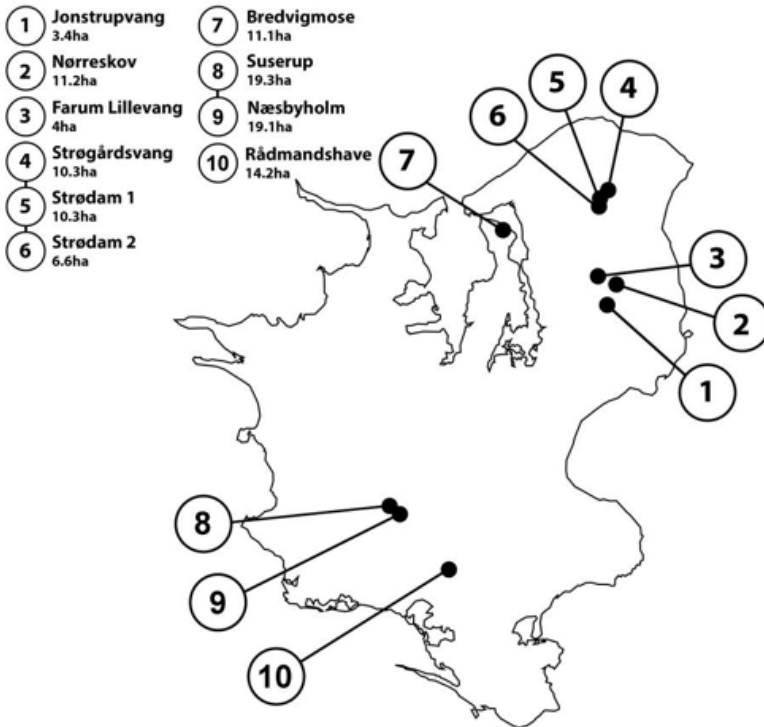 1 Jonstrupvang
3.4ha
2 Nørreskov
11.2ha
3 Farum Lillevang
4ha
4 Strøgårdsvang
10.3ha
5 Strødam 1
10.3ha
6 Strødam 2
6.6ha
7 Bredvigmose
11.1ha
8 Suserup
19.3ha
9 Næsbyholm
19.1ha
10 Rådmandshave
14.2ha
5
4
6
7
3
2
1
8
9
10